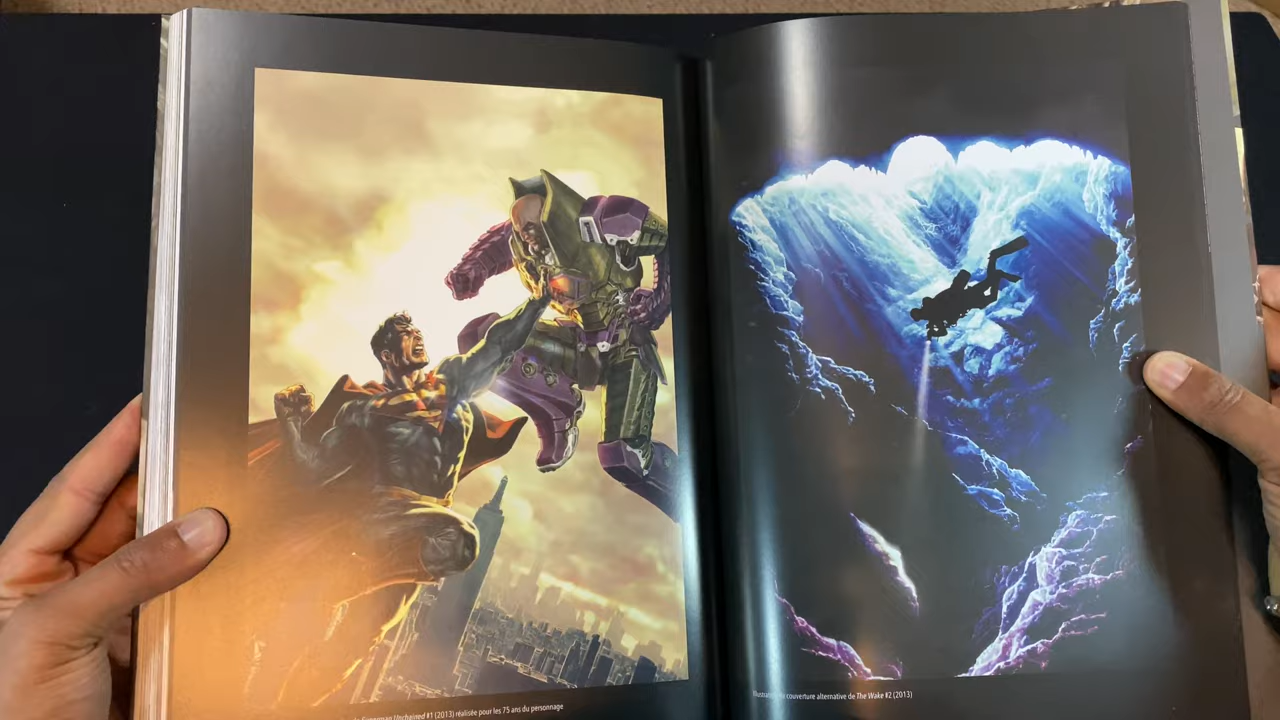 Superman Unchained #1 (2013) réalisée pour les 75 ans du personnage
Illustration de couverture alternative de The Wake #2 (2013)